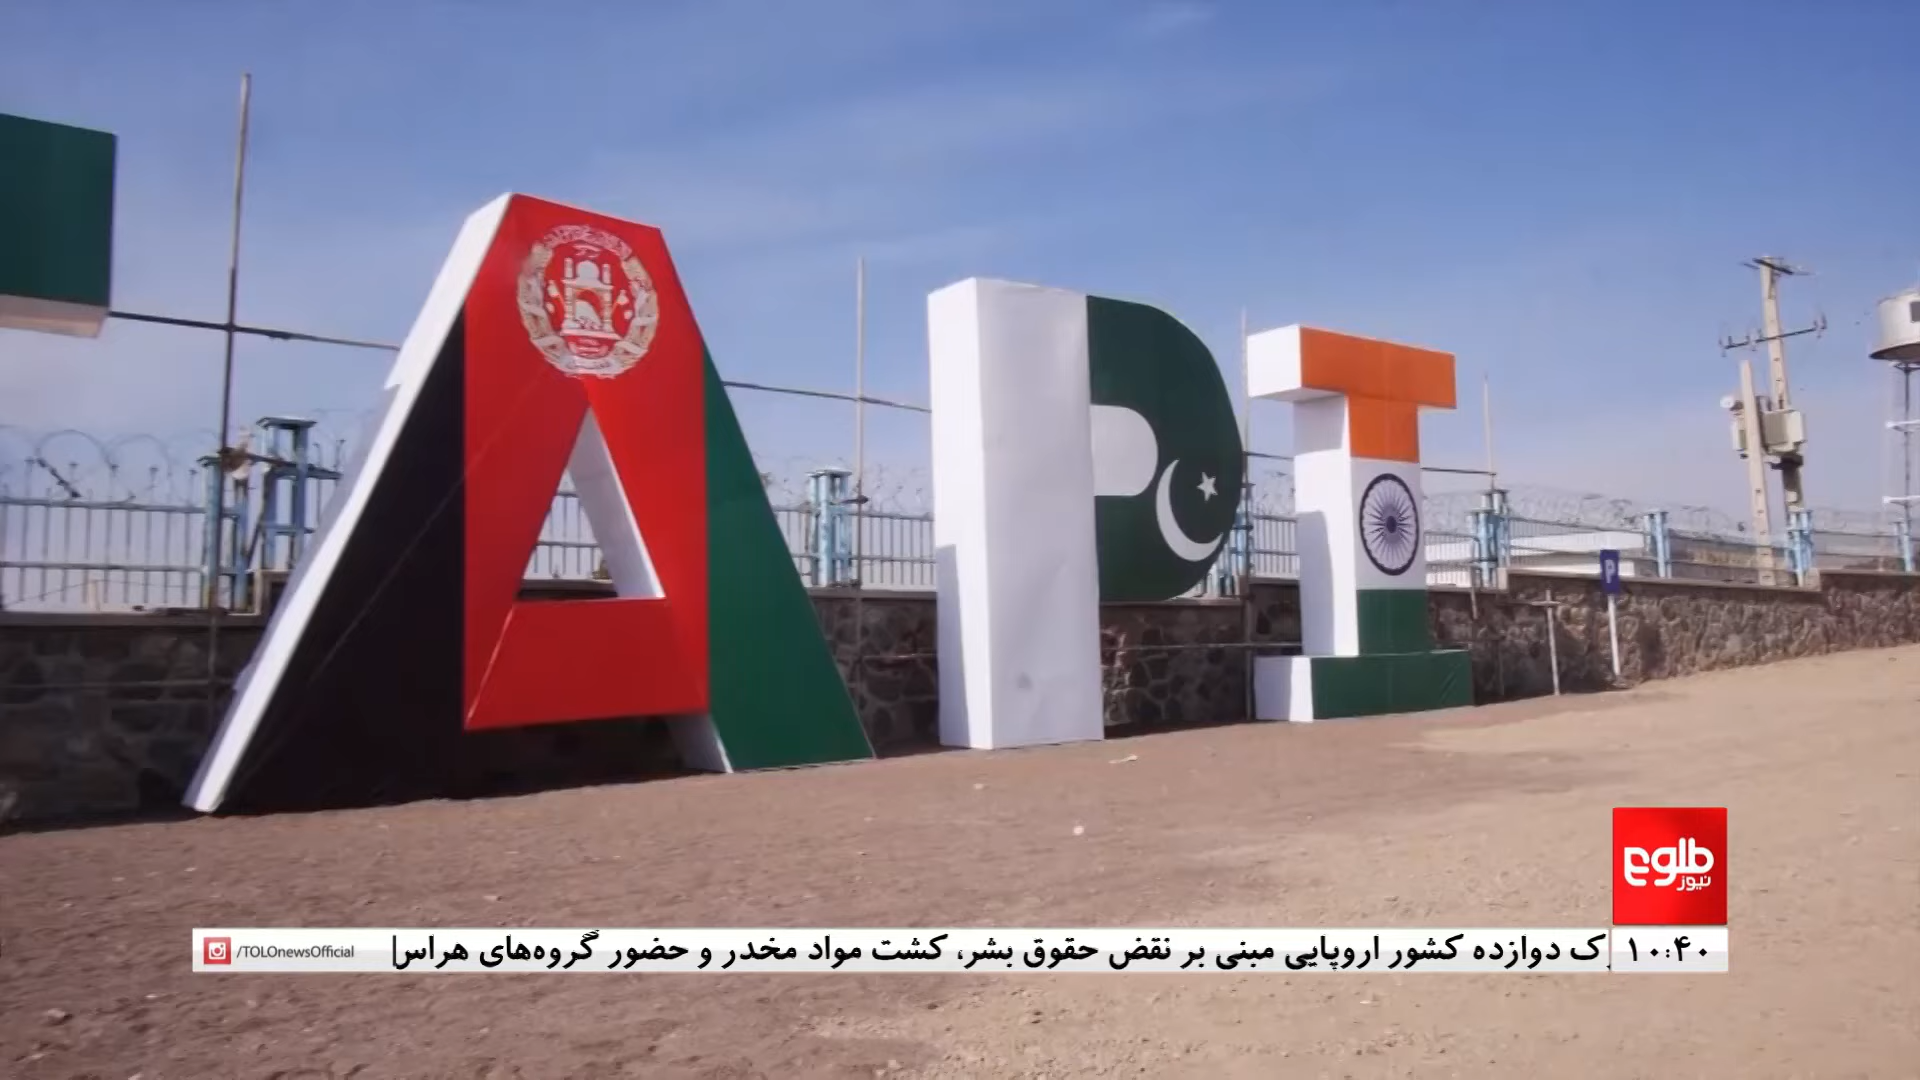 API
P
طلوع
نیوز
/TOLOnewsOfficial
ک دوازده کشور اروپایی مبنی بر نقض حقوق بشر، کشت مواد مخدر و حضور گروه‌های هراس
۱۰:۴۰